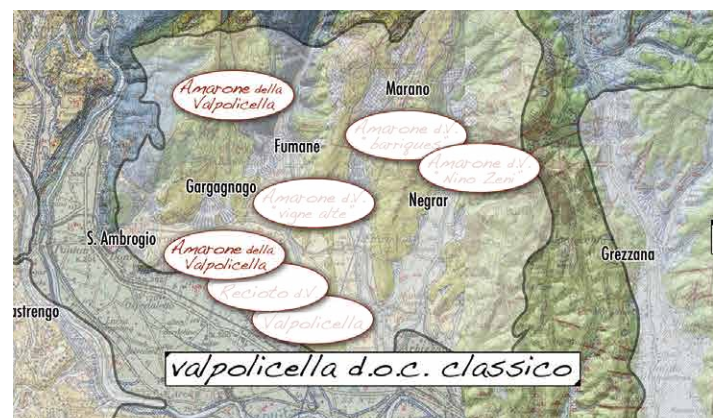 Amarone della
Valpolicella
Marano
Fumane
Amarone d.V.
"barriques"
Amarone d.V.
"Nino Zeni"
Gargagnago
Amarone d.V.
"vigne alte"
Negrar
S. Ambrogio
Amarone della
Valpolicella
Grezzana
Recioto d.V.
astrengo
Valpolicella
valpolicella d.o.c. classico